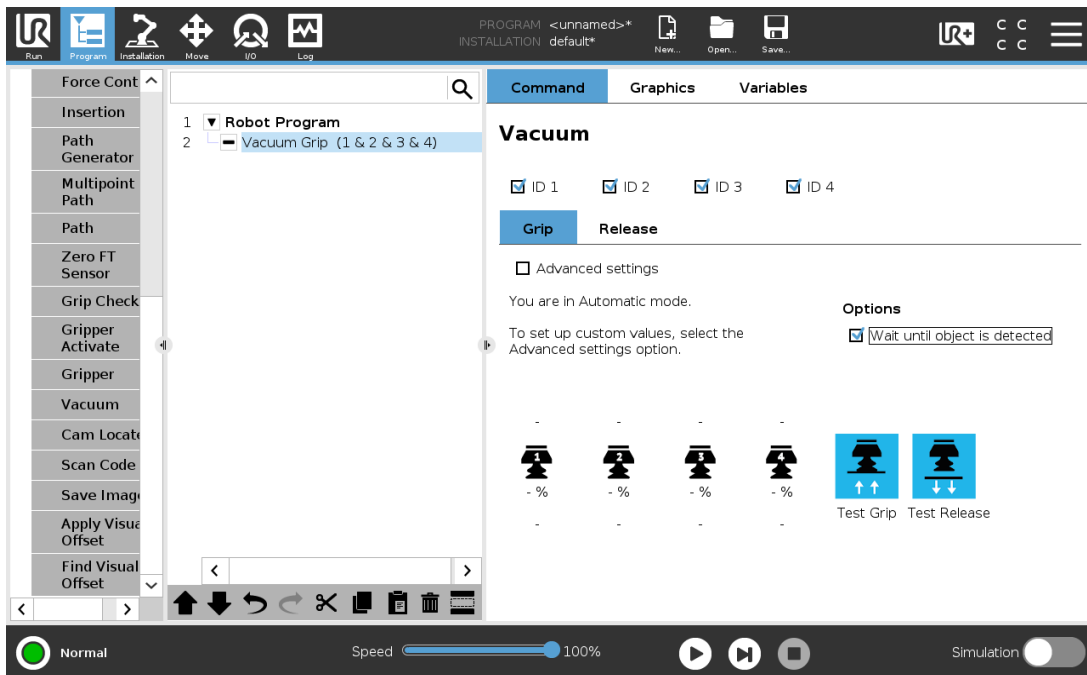 UR
Run
Program
Installation
Move
I/O
Log
PROGRAM <unnamed>*
INSTALLATION default*
New...
Open...
Save...
UR+
C C
C C
Force Cont
Insertion
Path
Generator
Multipoint
Path
Path
Zero FT
Sensor
Grip Check
Gripper
Activate
Gripper
Vacuum
Cam Locate
Scan Code
Save Imag
Apply Visua
Offset
Find Visual
Offset
1 Robot Program
2 Vacuum Grip (1 & 2 & 3 & 4)
Command Graphics Variables
Vacuum
ID 1 ID 2 ID 3 ID 4
Grip Release
Advanced settings
You are in Automatic mode.
To set up custom values, select the
Advanced settings option.
Options
Wait until object is detected
- - - -
1 2 3 4
- % - % - % - %
- - - -
Test Grip Test Release
Normal
Speed 100%
Simulation